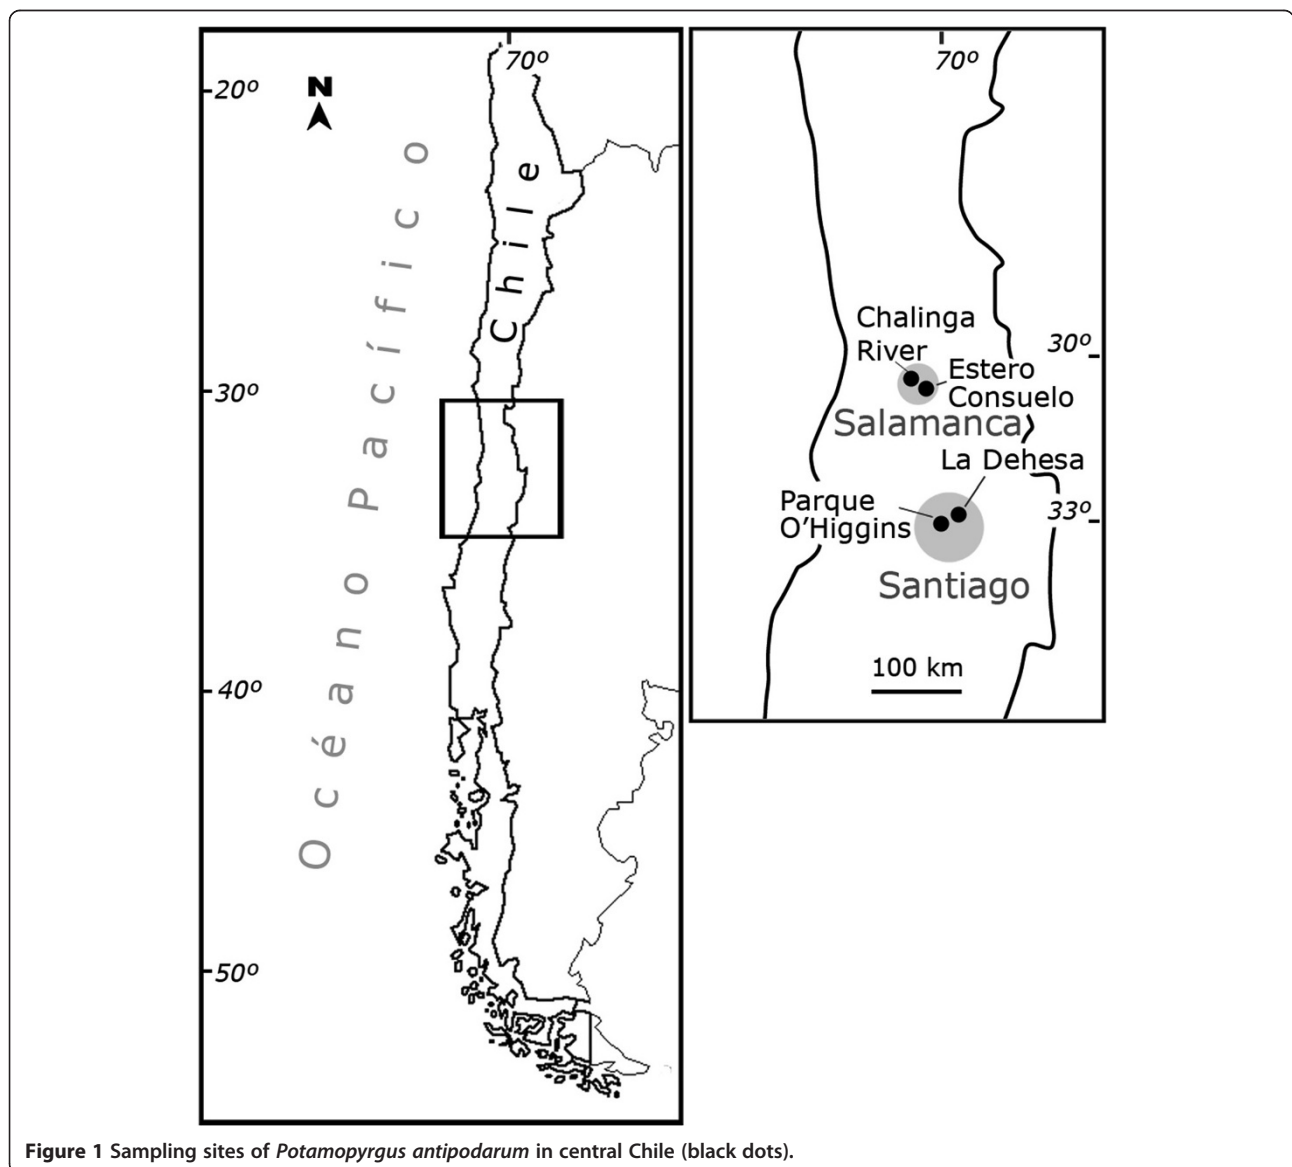 70º
20º
N
Océano Pacífico
Chile
30º
40º
50º
70º
Chalinga
River
30º
Estero
Consuelo
Salamanca
La Dehesa
Parque
O’Higgins
33º
Santiago
100 km
Figure 1 Sampling sites of Potamopyrgus antipodarum in central Chile (black dots).